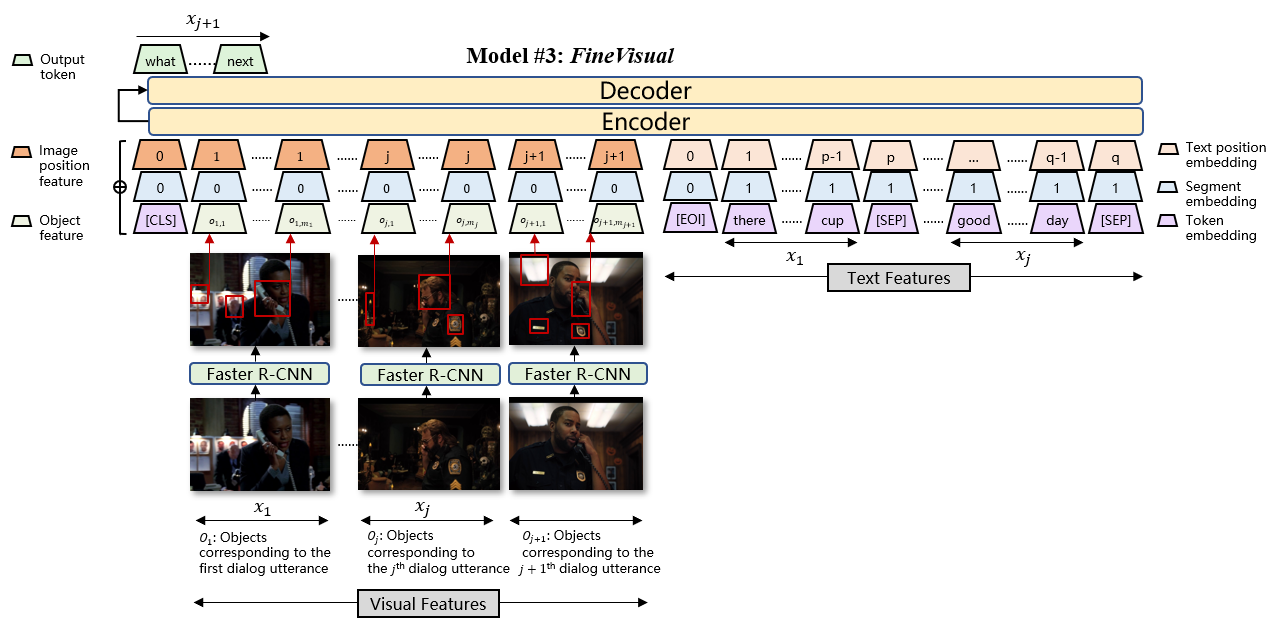 x_{j+1}
Model #3: FineVisual
Output
token
what ...... next
Decoder
Encoder
Image
position
feature
0 1 ...... 1 ...... j ...... j j+1 ...... j+1 0 1 ...... p-1 p ...... ... ...... q-1 q
Text position
embedding
0 0 ...... 0 ...... 0 ...... 0 0 ...... 0 0 1 ...... 1 1 ...... 1 ...... 1 1
Segment
embedding
Object
feature
[CLS] o_{1,1} ...... o_{1,m_1} ...... o_{j,1} ...... o_{j,m_j} o_{j+1,1} ...... o_{j+1,m_{j+1}} [EOI] there ...... cup [SEP] ...... good ...... day [SEP]
Token
embedding
x_1 x_j
Text Features
......
Faster R-CNN Faster R-CNN Faster R-CNN
......
x_1 x_j
O_1: Objects
corresponding to the
first dialog utterance
O_j: Objects
corresponding to
the j^{th} dialog utterance
O_{j+1}: Objects
corresponding to the
j + 1^{th} dialog utterance
Visual Features